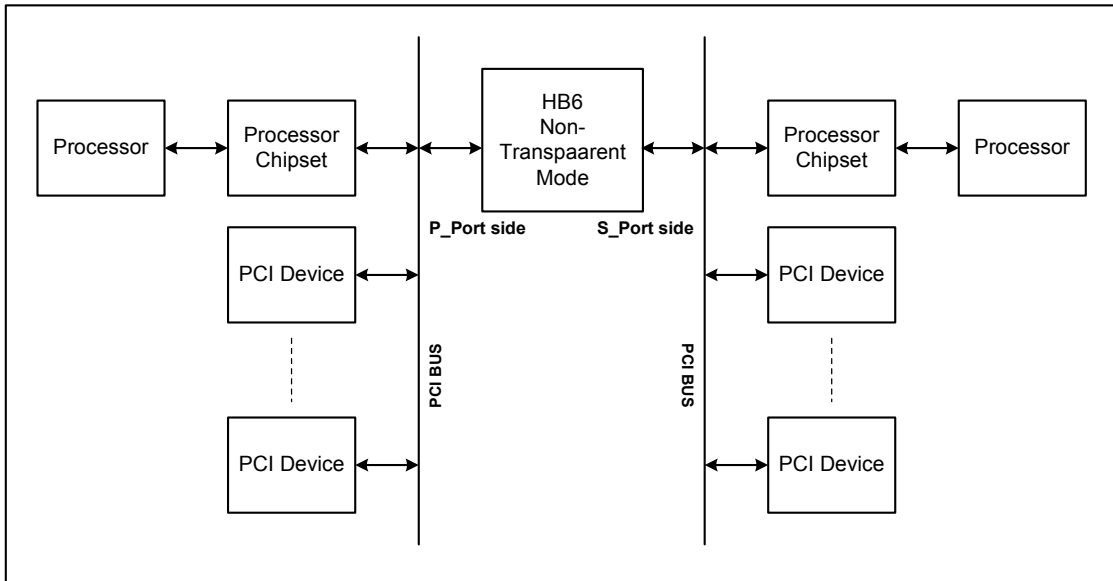 Processor
Processor
Chipset
HB6
Non-
Transpaarent
Mode
Processor
Chipset
Processor
P_Port side
S_Port side
PCI Device
PCI Device
PCI BUS
PCI BUS
PCI Device
PCI Device